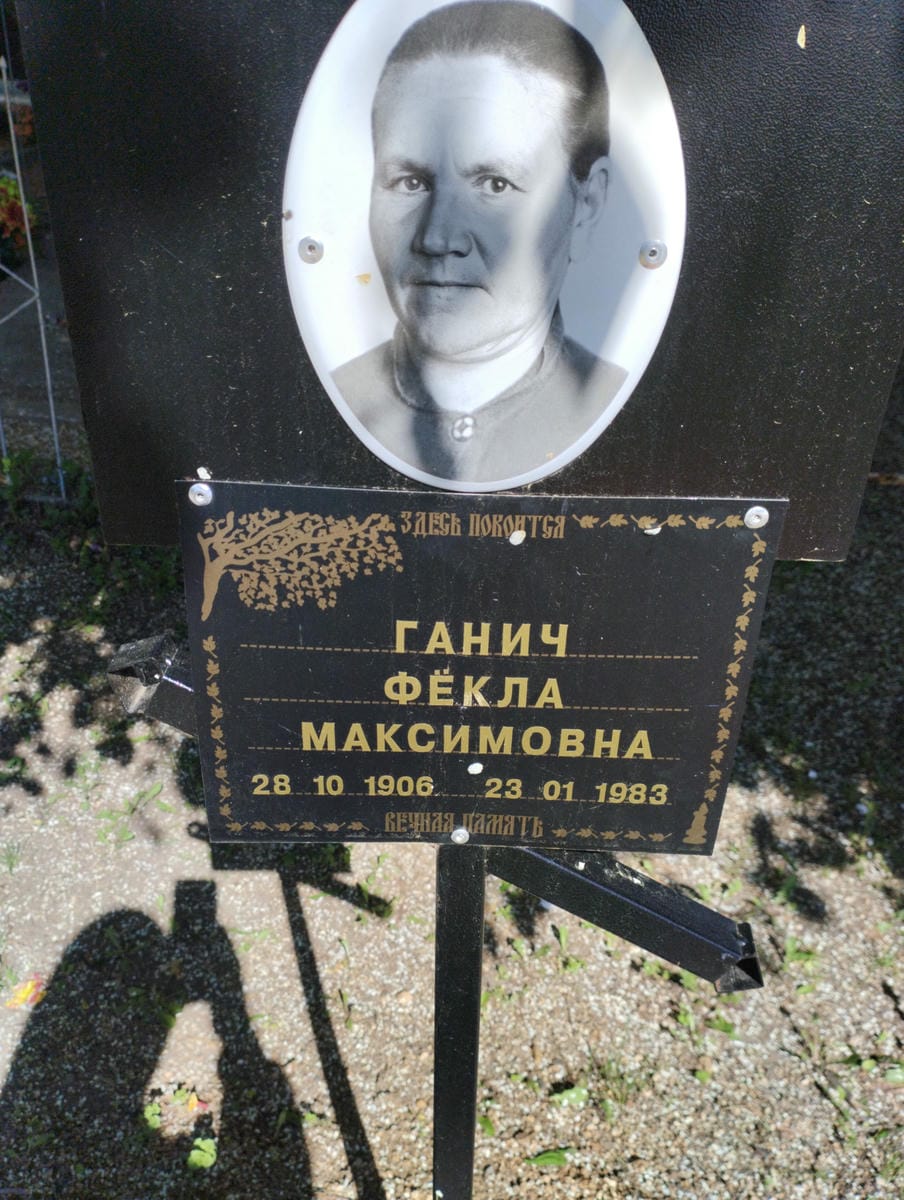 ЗДЕСЬ ПОКОИТСЯ
ГАНИЧ
ФЁКЛА
МАКСИМОВНА
28 10 1906 23 01 1983
ВЕЧНАЯ ПАМЯТЬ